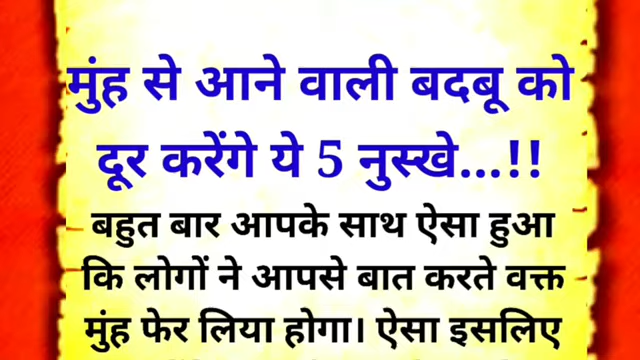 मुंह से आने वाली बदबू को
दूर करेंगे ये 5 नुस्खे...!!
बहुत बार आपके साथ ऐसा हुआ
कि लोगों ने आपसे बात करते वक्त
मुंह फेर लिया होगा। ऐसा इसलिए